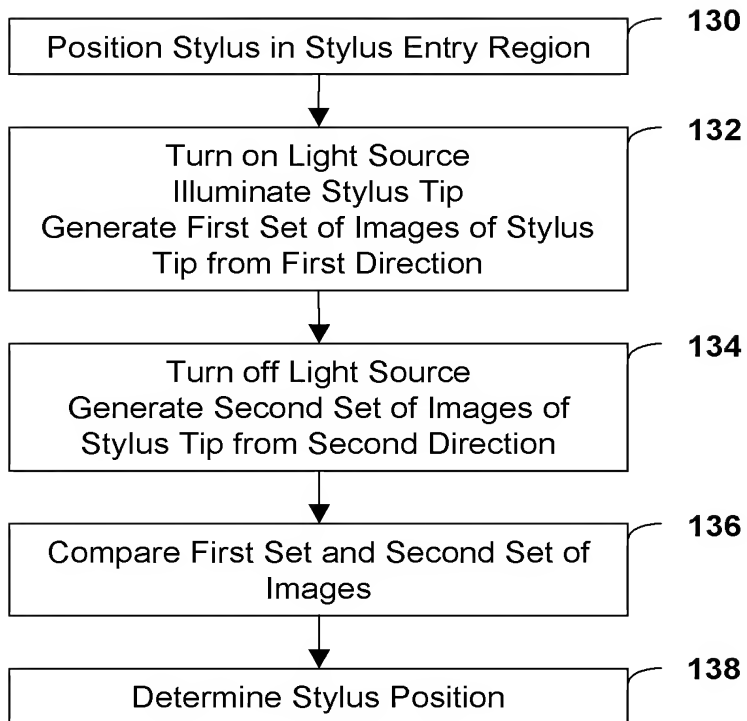 130
Position Stylus in Stylus Entry Region
132
Turn on Light Source
Illuminate Stylus Tip
Generate First Set of Images of Stylus
Tip from First Direction
134
Turn off Light Source
Generate Second Set of Images of
Stylus Tip from Second Direction
136
Compare First Set and Second Set of
Images
138
Determine Stylus Position